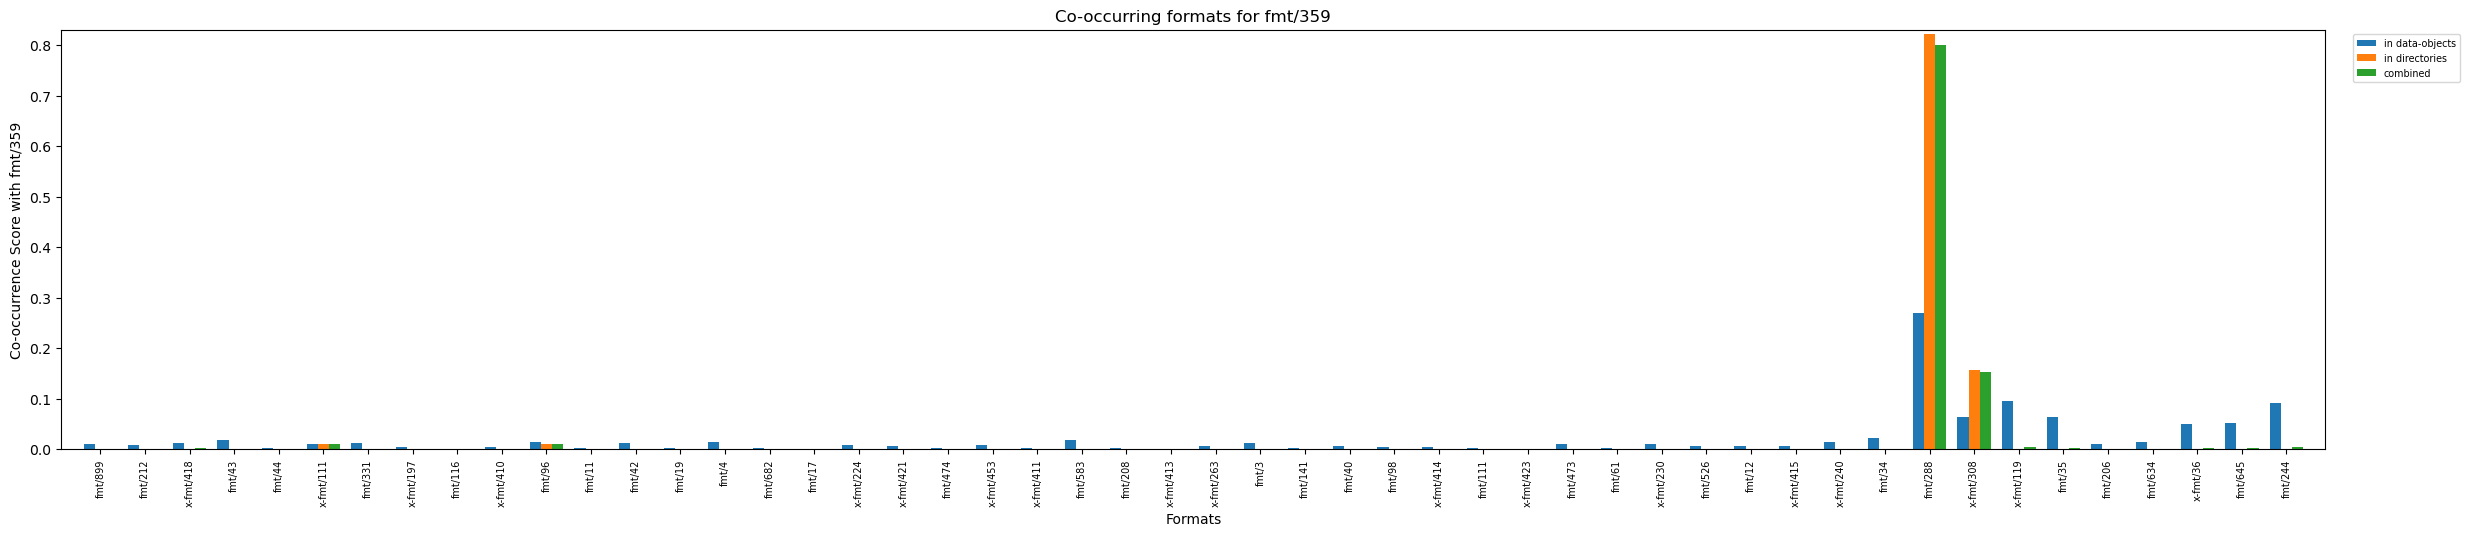 Co-occurring formats for fmt/359
Co-occurrence Score with fmt/359
0.8
0.7
0.6
0.5
0.4
0.3
0.2
0.1
0.0
in data-objects
in directories
combined
fmt/899
fmt/212
x-fmt/418
fmt/43
fmt/44
x-fmt/111
fmt/331
x-fmt/197
fmt/116
x-fmt/410
fmt/96
fmt/11
fmt/42
fmt/19
fmt/4
fmt/682
fmt/17
x-fmt/224
x-fmt/421
fmt/474
x-fmt/453
x-fmt/411
fmt/583
fmt/208
x-fmt/413
x-fmt/263
fmt/3
fmt/141
fmt/40
fmt/98
x-fmt/414
fmt/111
x-fmt/423
fmt/473
fmt/61
x-fmt/230
fmt/526
fmt/12
x-fmt/415
x-fmt/240
fmt/34
fmt/288
x-fmt/308
x-fmt/119
fmt/35
fmt/206
fmt/634
x-fmt/36
fmt/645
fmt/244
Formats